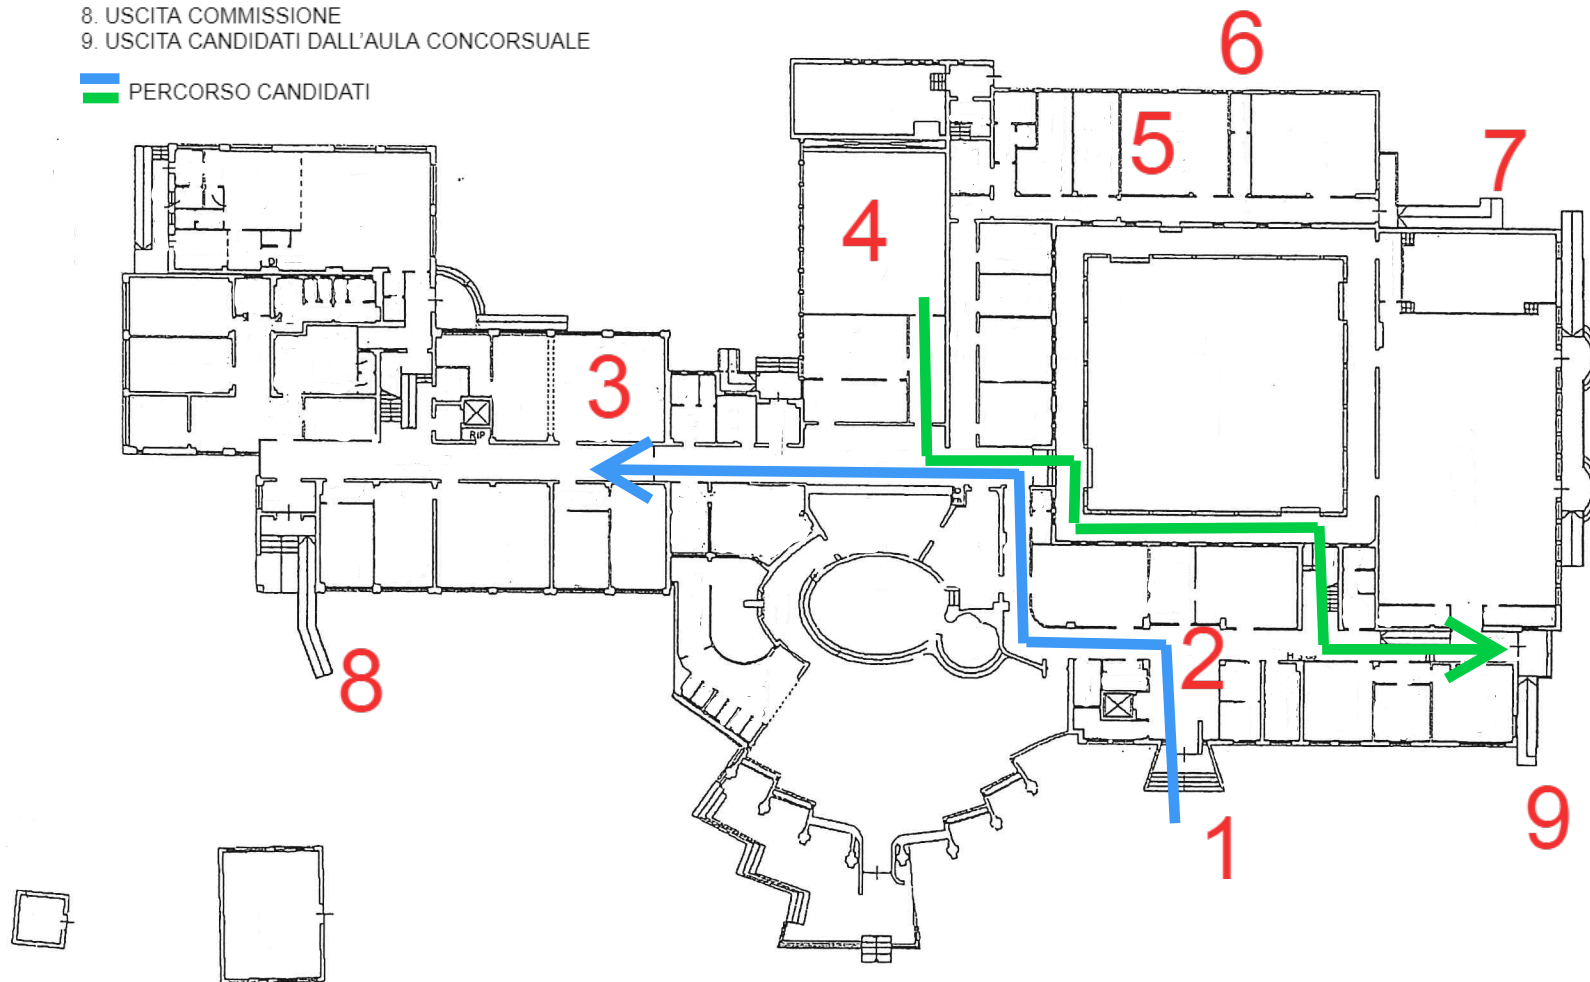 8. USCITA COMMISSIONE
9. USCITA CANDIDATI DALL'AULA CONCORSUALE
PERCORSO CANDIDATI
6
5
7
4
3
RIP
2
8
1
9